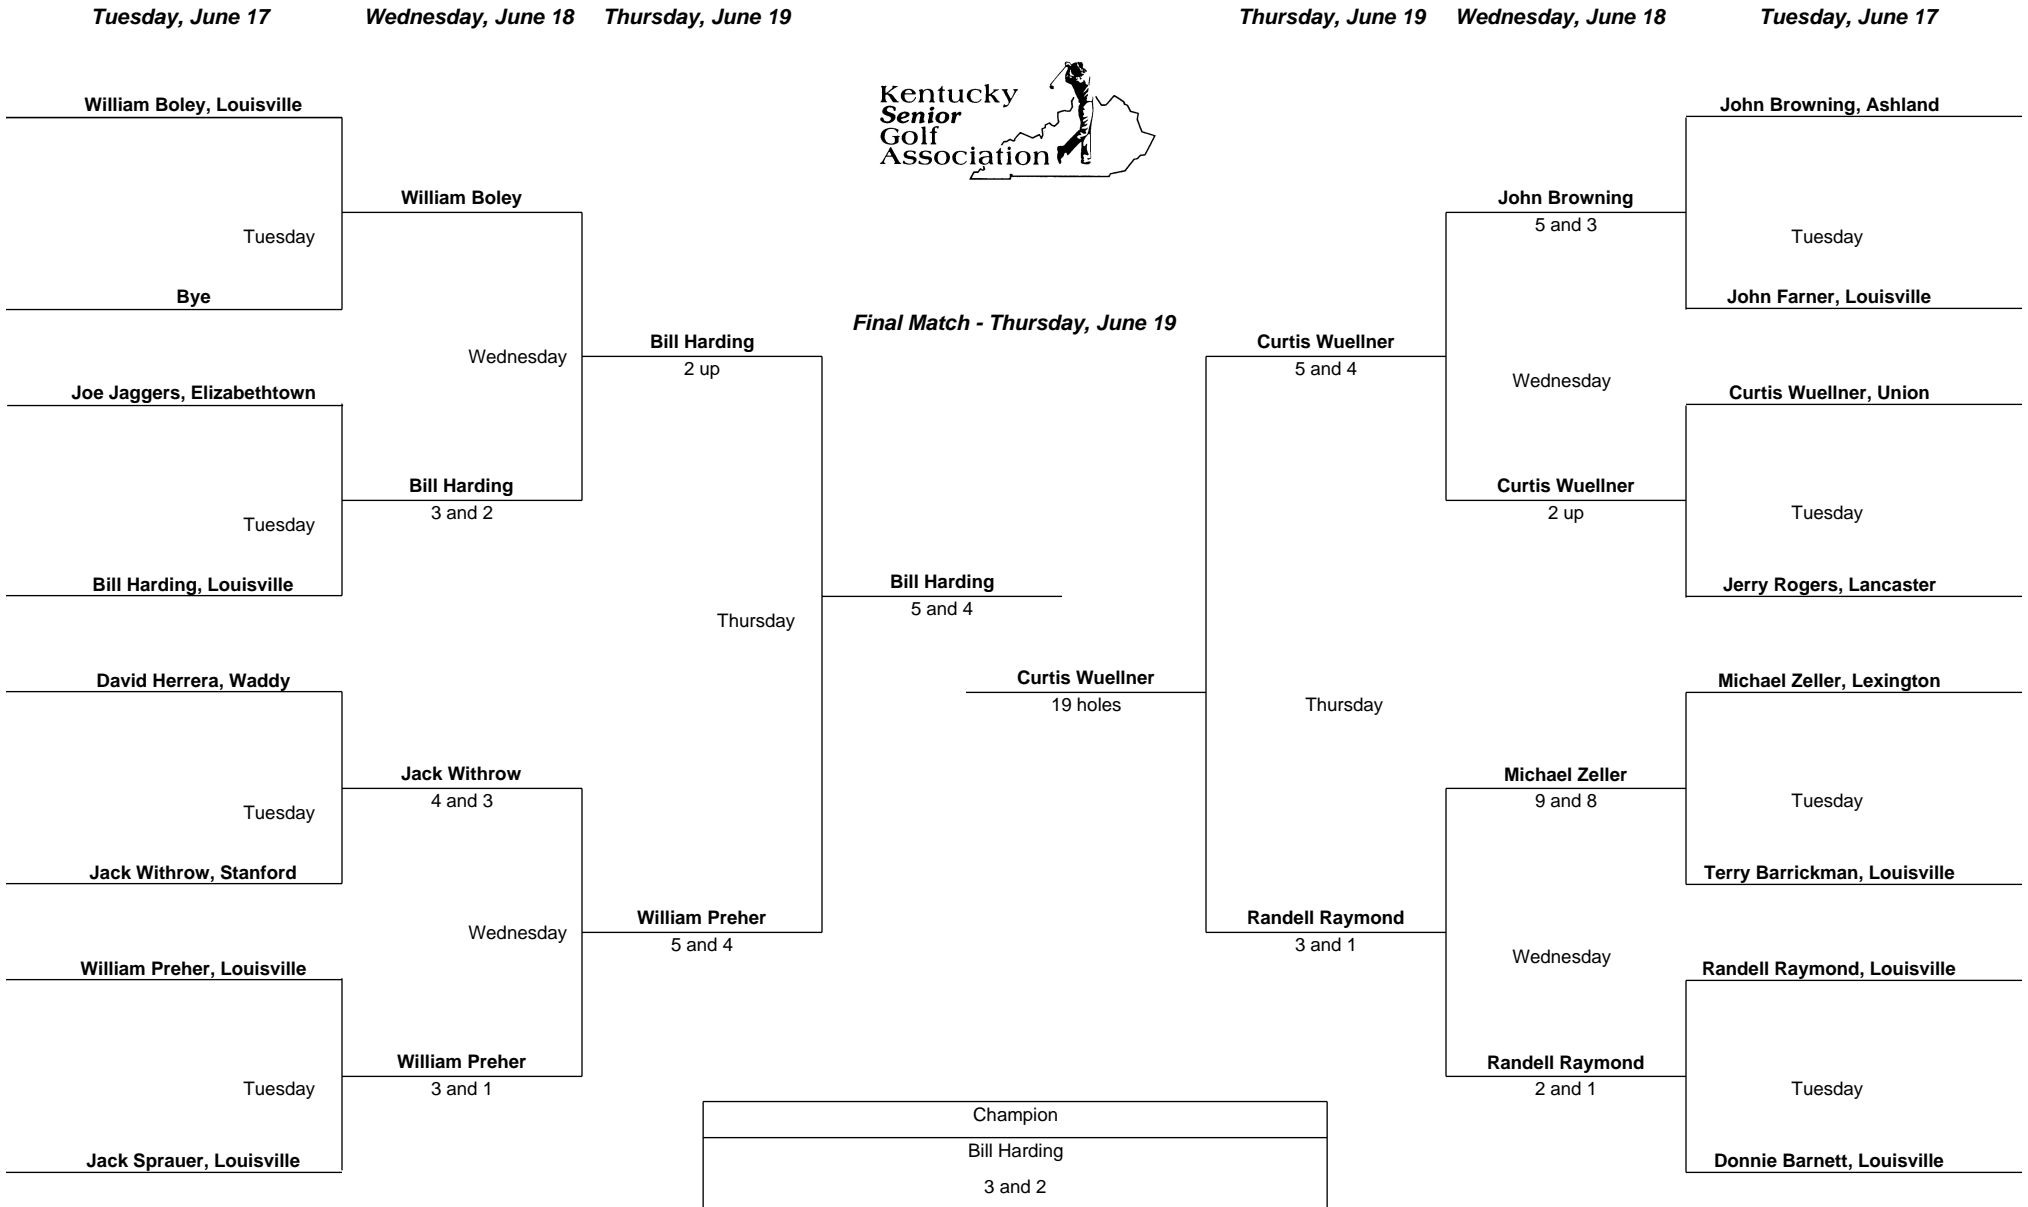 Tuesday, June 17 Wednesday, June 18 Thursday, June 19 Thursday, June 19 Wednesday, June 18 Tuesday, June 17
Kentucky
Senior
Golf
Association
William Boley, Louisville
Tuesday
Bye
William Boley
Wednesday
Joe Jaggers, Elizabethtown
Tuesday
Bill Harding, Louisville
Bill Harding
3 and 2
Bill Harding
2 up
David Herrera, Waddy
Tuesday
Jack Withrow, Stanford
Jack Withrow
4 and 3
Wednesday
William Preher, Louisville
Tuesday
Jack Sprauer, Louisville
William Preher
3 and 1
William Preher
5 and 4
Thursday
Final Match - Thursday, June 19
Bill Harding
5 and 4
Curtis Wuellner
19 holes
Thursday
Curtis Wuellner
5 and 4
Randell Raymond
3 and 1
John Browning
5 and 3
Wednesday
Curtis Wuellner
2 up
Michael Zeller
9 and 8
Wednesday
Randell Raymond
2 and 1
John Browning, Ashland
Tuesday
John Farner, Louisville
Curtis Wuellner, Union
Tuesday
Jerry Rogers, Lancaster
Michael Zeller, Lexington
Tuesday
Terry Barrickman, Louisville
Randell Raymond, Louisville
Tuesday
Donnie Barnett, Louisville
Champion
Bill Harding
3 and 2